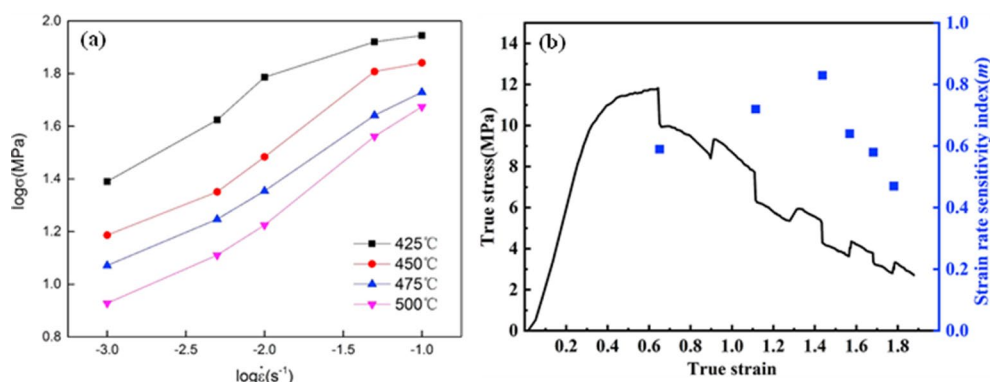 (a)
2.0
1.8
1.6
1.4
1.2
1.0
0.8
logσ(MPa)
425℃
450℃
475℃
500℃
-3.0 -2.5 -2.0 -1.5 -1.0
logε̇(s⁻¹)
(b)
14
12
10
8
6
4
2
0
True stress(MPa)
1.0
0.8
0.6
0.4
0.2
0.0
Strain rate sensitivity index(m)
0.2 0.4 0.6 0.8 1.0 1.2 1.4 1.6 1.8
True strain